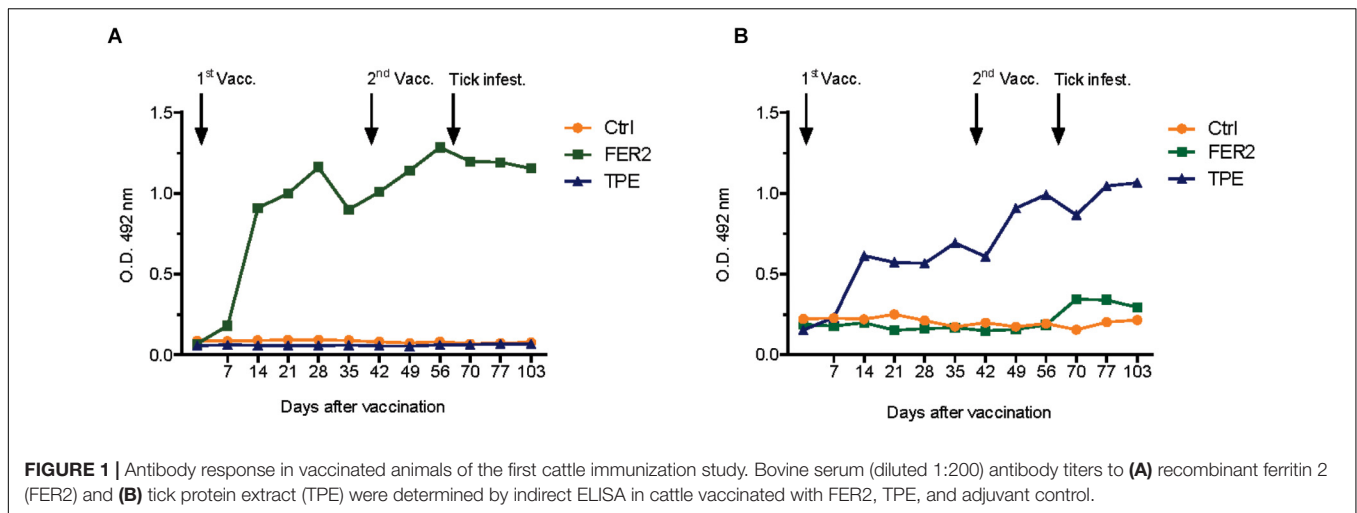 A
1st Vacc.
2nd Vacc.
Tick infest.
1.5
1.0
0.5
0.0
O.D. 492 nm
7 14 21 28 35 42 49 56 70 77 103
Days after vaccination
Ctrl
FER2
TPE
B
1st Vacc.
2nd Vacc.
Tick infest.
1.5
1.0
0.5
0.0
O.D. 492 nm
7 14 21 28 35 42 49 56 70 77 103
Days after vaccination
Ctrl
FER2
TPE
FIGURE 1 | Antibody response in vaccinated animals of the first cattle immunization study. Bovine serum (diluted 1:200) antibody titers to (A) recombinant ferritin 2
(FER2) and (B) tick protein extract (TPE) were determined by indirect ELISA in cattle vaccinated with FER2, TPE, and adjuvant control.